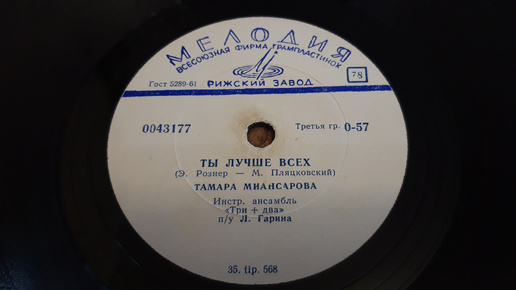 МЕЛОДИЯ
ВСЕСОЮЗНАЯ ФИРМА ГРАМПЛАСТИНОК
Гост 5289-61
РИЖСКИЙ ЗАВОД
78
0043177
Третья гр. 0-57
ТЫ ЛУЧШЕ ВСЕХ
(Э. Рознер — М. Пляцковский)
ТАМАРА МИАНСАРОВА
Инстр. ансамбль
«Три + два»
п/у Л. Гарина
35. tip. 568